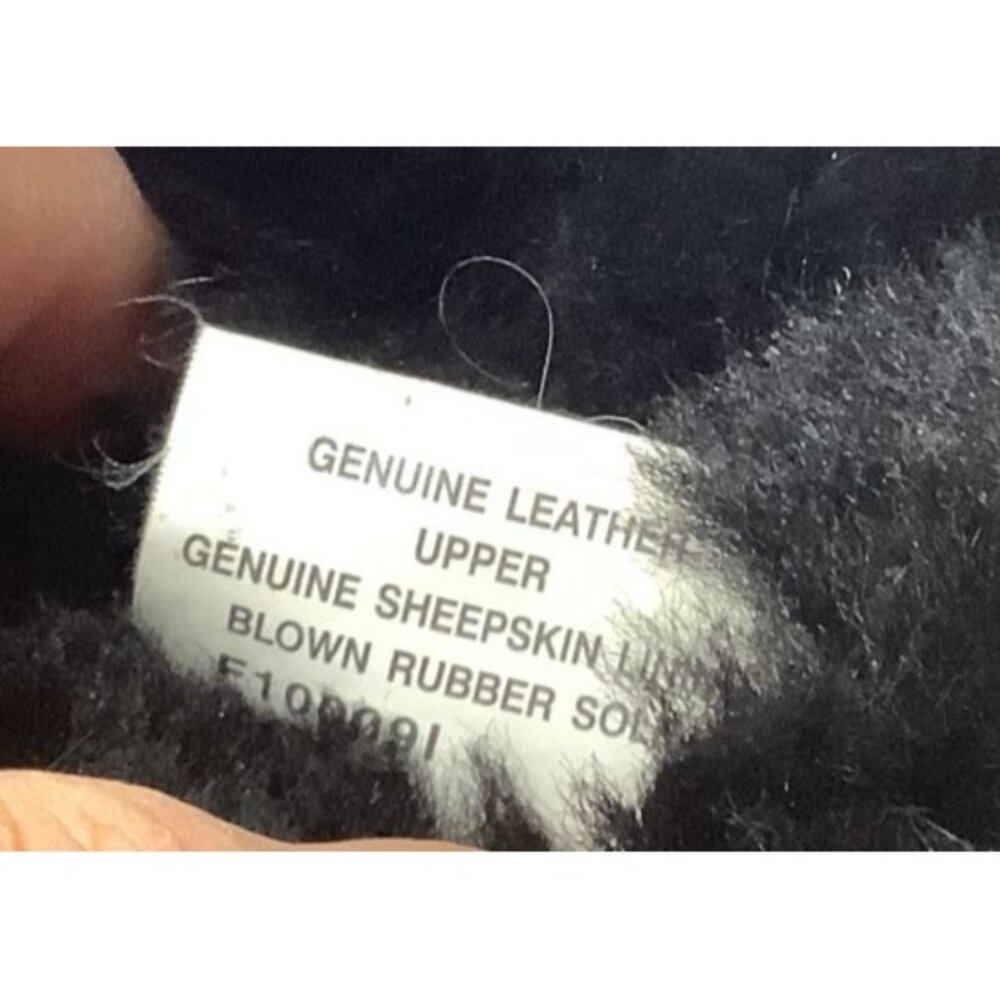 GENUINE LEATHER
UPPER
GENUINE SHEEPSKIN
BLOWN RUBBER